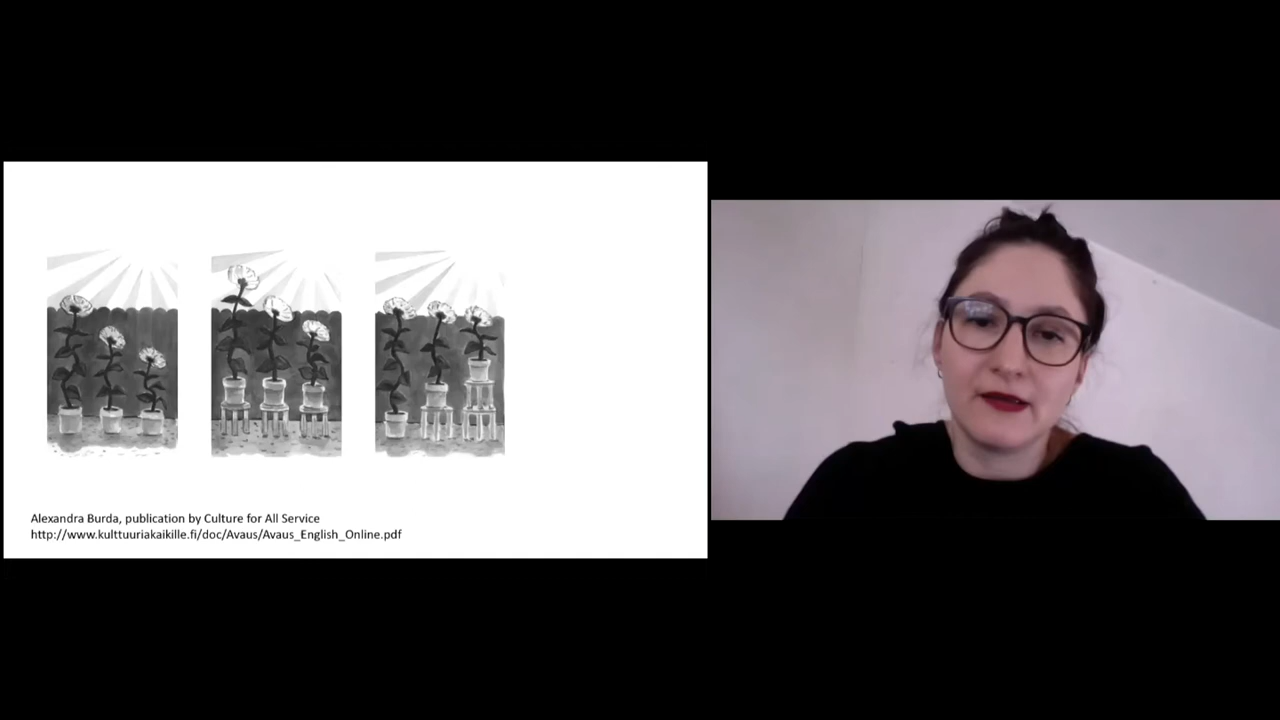 Alexandra Burda, publication by Culture for All Service
http://www.kulttuuriakaikille.fi/doc/Avaus/Avaus_English_Online.pdf